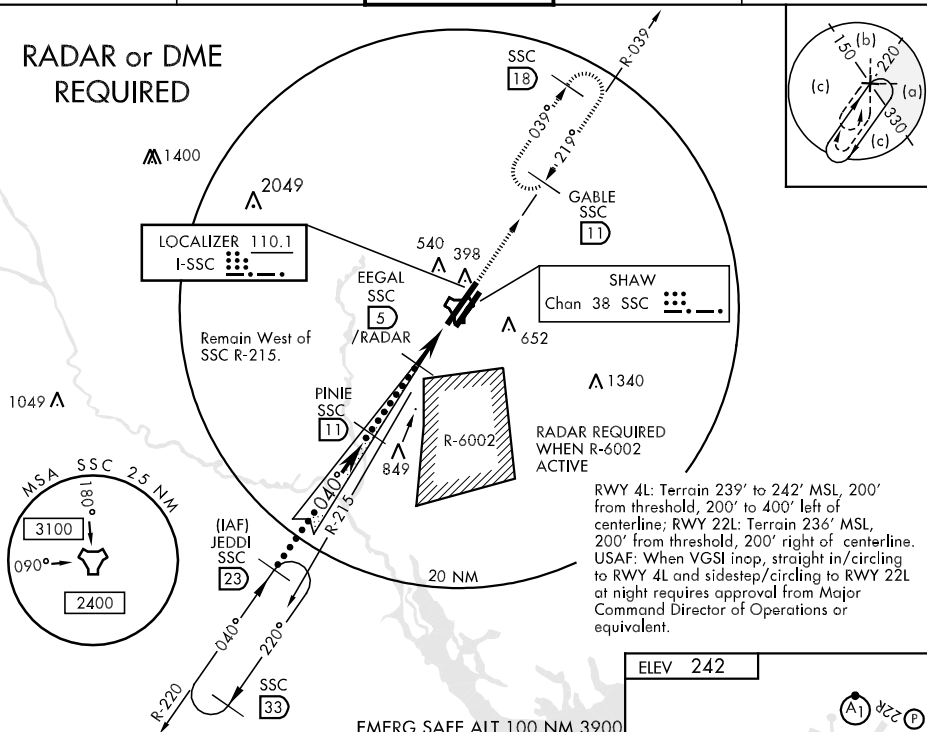 RADAR or DME
REQUIRED
1400
2049
SSC
18
R-039
039°
219°
GABLE
SSC
11
150
(b)
220
(c)
(a)
330
(c)
LOCALIZER 110.1
I-SSC
540
398
EEGAL
SSC
5
/RADAR
SHAW
Chan 38 SSC
Remain West of
SSC R-215.
652
1049
PINIE
SSC
11
1340
849
R-6002
RADAR REQUIRED
WHEN R-6002
ACTIVE
040°
R-215
MSA SSC 25 NM
180°
3100
090°
2400
(IAF)
JEDDI
SSC
23
20 NM
RWY 4L: Terrain 239' to 242' MSL, 200'
from threshold, 200' to 400' left of
centerline; RWY 22L: Terrain 236' MSL,
200' from threshold, 200' right of centerline.
USAF: When VGSI inop, straight in/circling
to RWY 4L and sidestep/circling to RWY 22L
at night requires approval from Major
Command Director of Operations or
equivalent.
040°
220°
SSC
33
R-220
EMERG SAFE ALT 100 NM 3900
ELEV 242
A1
22R
P